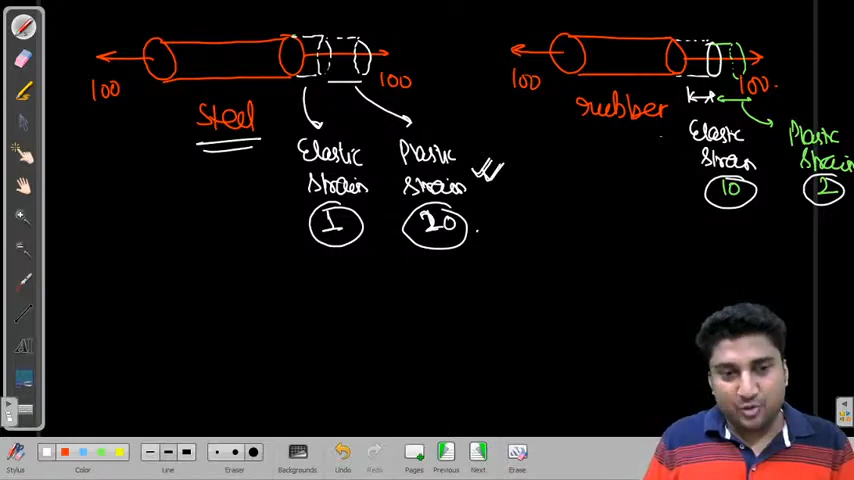 100
100
Steel
Elastic
Strain
1
Plastic
Strain
20
100
100
rubber
Elastic
Strain
10
Plastic
Strain
2
Stylus
Color
Line
Eraser
Backgrounds
Undo
Redo
Pages
Previous
Next
Erase